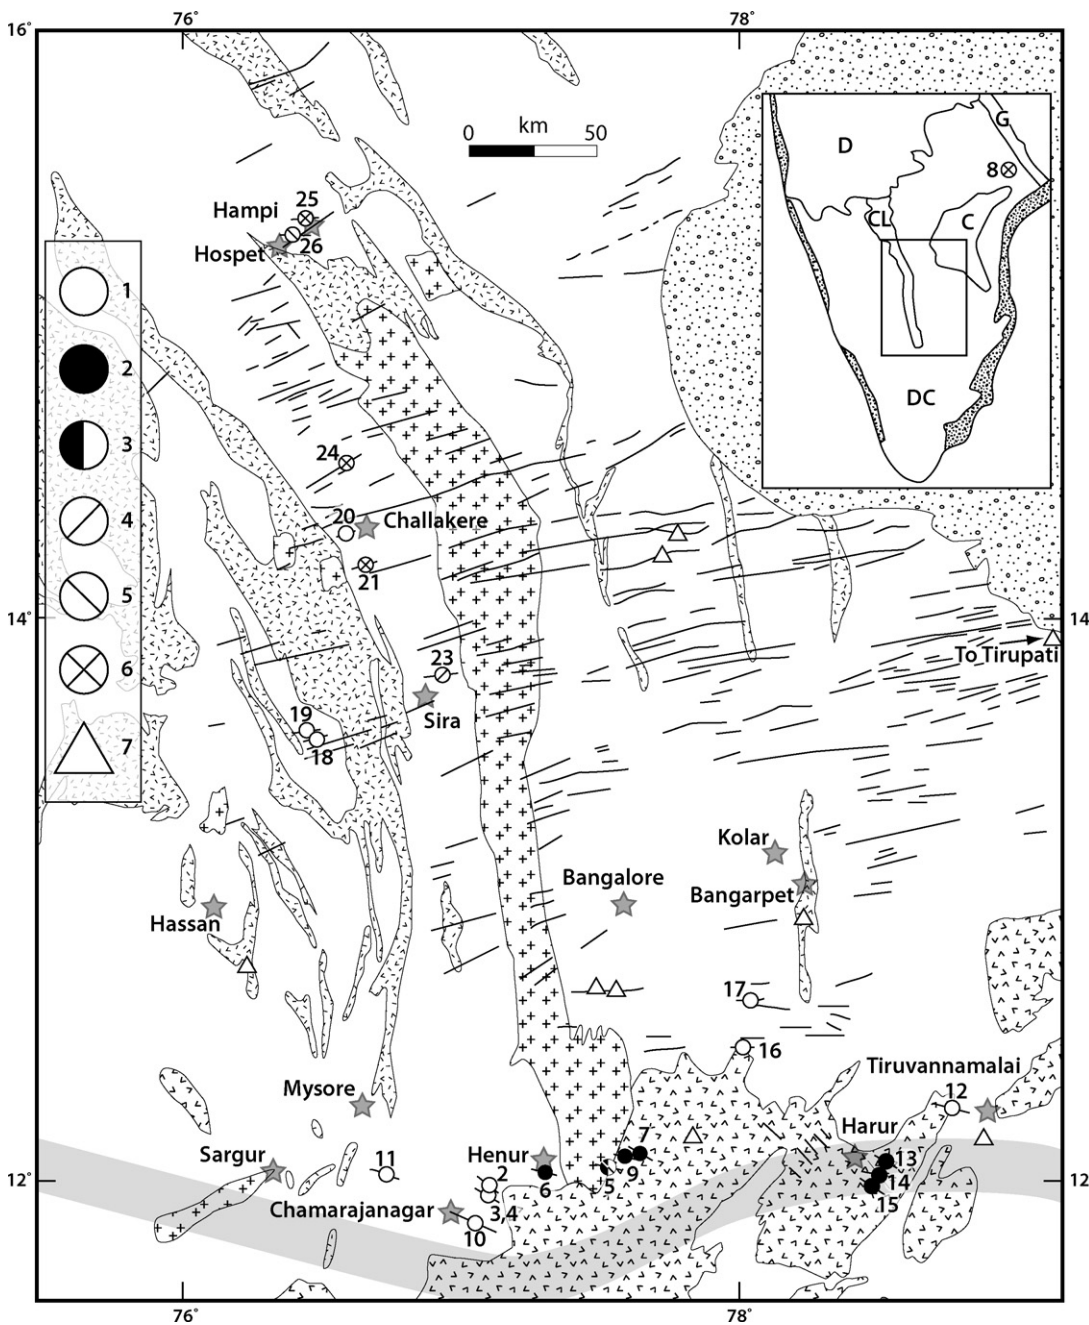 76°
78°
16°
km
0
50
G
D
8
CL
C
DC
25
Hampi
26
Hospet
1
2
3
4
5
6
7
24
20
Challakere
21
14°
14
To Tirupati
23
Sira
19
18
Kolar
Bangalore
Bangarpet
Hassan
17
16
Tiruvannamalai
12
Mysore
Harur
7
Henur
Sargur
11
2
9
5
6
13
14
15
12°
12
Chamarajanagar
3,4
10
76°
78°